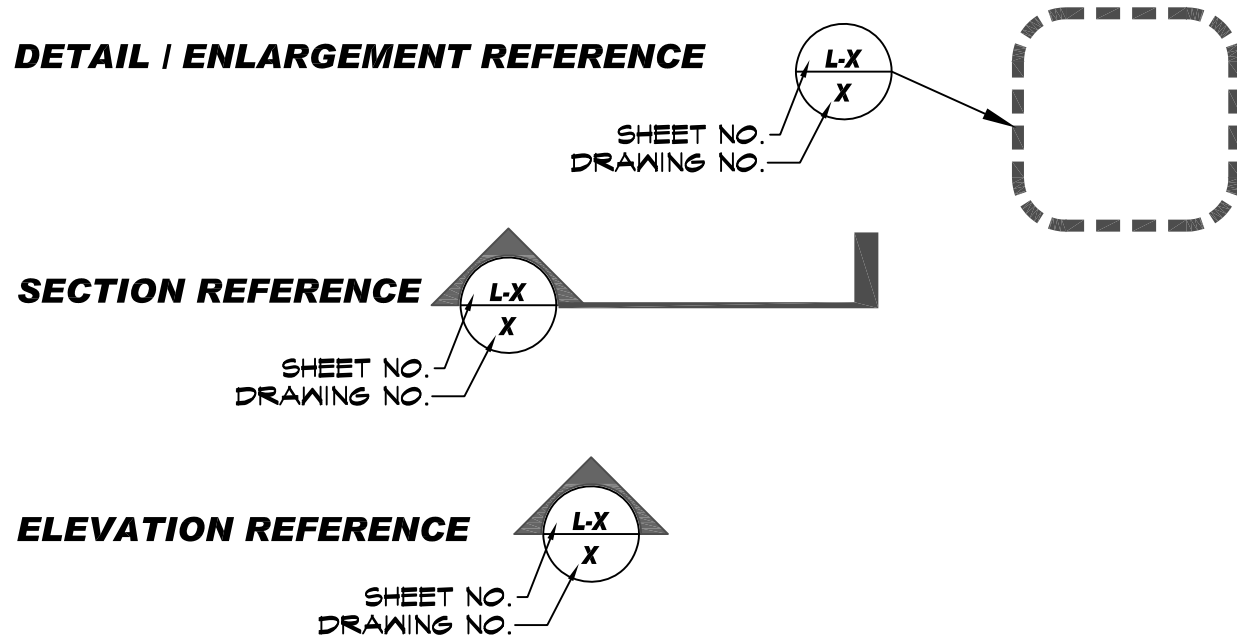 DETAIL / ENLARGEMENT REFERENCE
L-X
X
SHEET NO.
DRAWING NO.
SECTION REFERENCE
L-X
X
SHEET NO.
DRAWING NO.
ELEVATION REFERENCE
L-X
X
SHEET NO.
DRAWING NO.